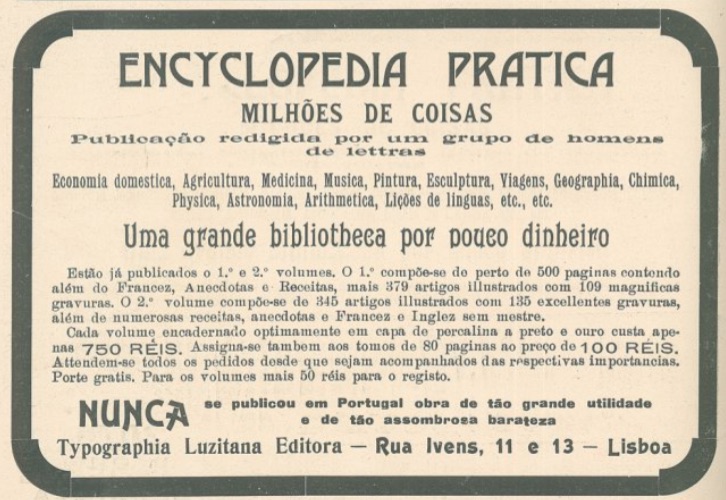 ENCYCLOPEDIA PRATICA
MILHÕES DE COISAS
Publicação redigida por um grupo de homens
de lettras
Economia domestica, Agricultura, Medicina, Musica, Pintura, Esculptura, Viagens, Geographia, Chimica,
Physica, Astronomia, Arithmetica, Lições de linguas, etc., etc.
Uma grande bibliotheca por pouco dinheiro
Estão já publicados o 1.º e 2.º volumes. O 1.º compõe-se de perto de 500 paginas contendo
além do Francez, Anecdotas e Receitas, mais 379 artigos illustrados com 109 magnificas
gravuras. O 2.º volume compõe-se de 345 artigos illustrados com 135 excellentes gravuras,
além de numerosas receitas, anecdotas e Francez e Inglez sem mestre.
Cada volume encadernado optimamente em capa de percalina a preto e ouro custa ape-
nas 750 RÉIS. Assigna-se tambem aos tomos de 80 paginas ao preço de 100 RÉIS.
Attendem-se todos os pedidos desde que sejam acompanhados das respectivas importancias.
Porte gratis. Para os volumes mais 50 réis para o registo.
NUNCA se publicou em Portugal obra de tão grande utilidade
e de tão assombrosa barateza
Typographia Luzitana Editora — Rua Ivens, 11 e 13 — Lisboa